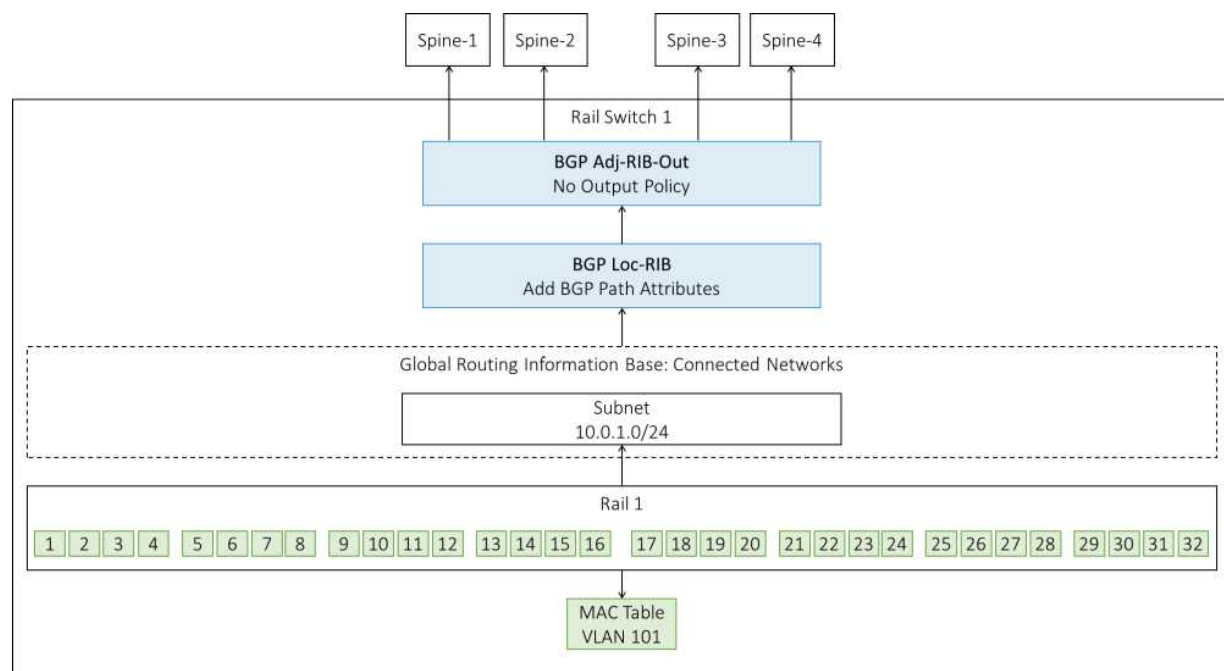 Spine-1 Spine-2 Spine-3 Spine-4
Rail Switch 1
BGP Adj-RIB-Out
No Output Policy
BGP Loc-RIB
Add BGP Path Attributes
Global Routing Information Base: Connected Networks
Subnet
10.0.1.0/24
Rail 1
1 2 3 4 5 6 7 8 9 10 11 12 13 14 15 16 17 18 19 20 21 22 23 24 25 26 27 28 29 30 31 32
MAC Table
VLAN 101